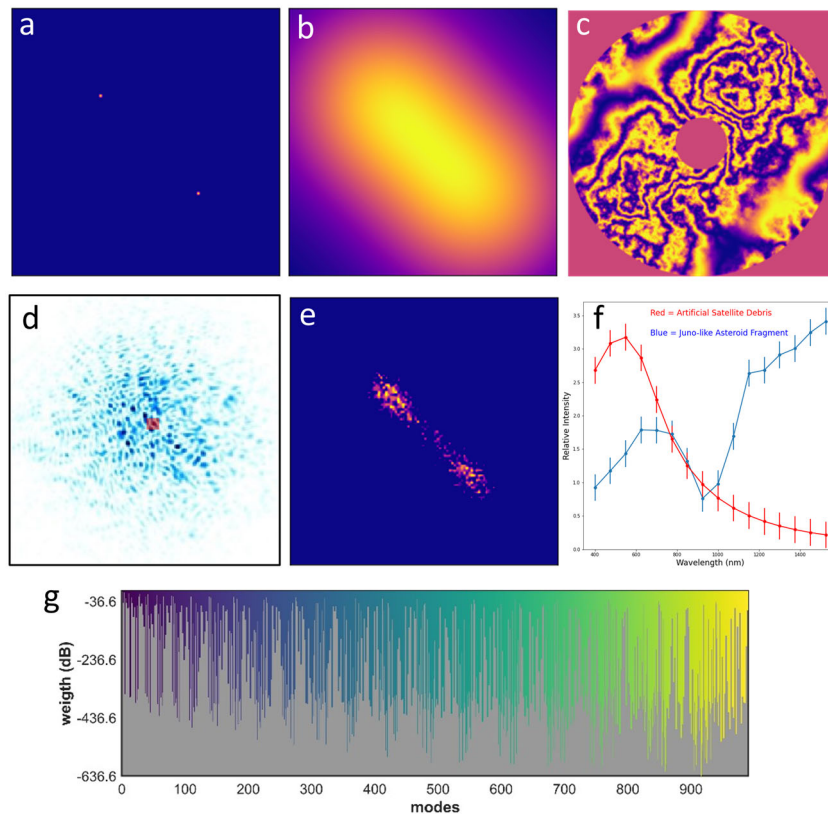 a
b
c
d
e
f
Red = Artificial Satellite Debris
Blue = Juno-like Asteroid Fragment
3.5
3.0
2.5
2.0
1.5
1.0
0.5
0.0
Relative Intensity
400
600
800
1000
1200
1400
Wavelength (nm)
g
-36.6
-236.6
-436.6
-636.6
weigth (dB)
0
100
200
300
400
500
600
700
800
900
modes